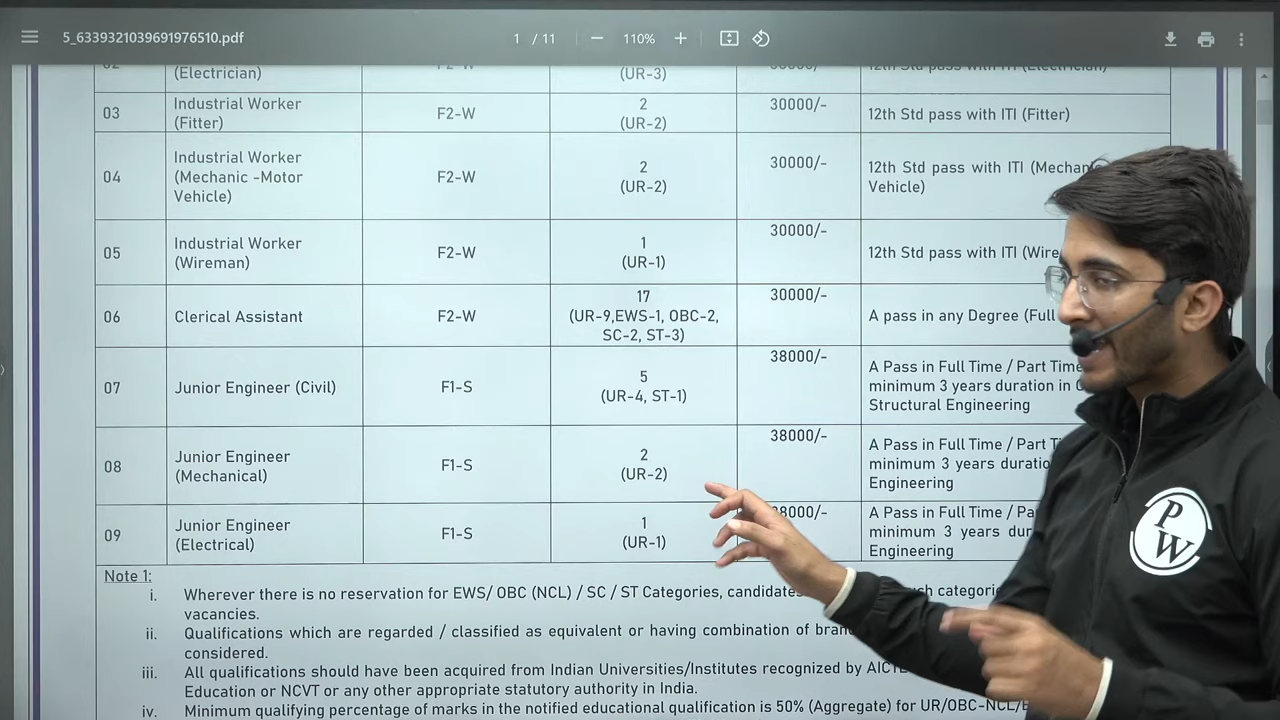 5_6339321039691976510.pdf
1 / 11
110%
02
(Electrician)
F2-W
(UR-3)
12th Std pass with ITI (Electrician)
03
Industrial Worker
(Fitter)
F2-W
2
(UR-2)
30000/-
12th Std pass with ITI (Fitter)
04
Industrial Worker
(Mechanic -Motor
Vehicle)
F2-W
2
(UR-2)
30000/-
12th Std pass with ITI
Vehicle)
05
Industrial Worker
(Wireman)
F2-W
1
(UR-1)
30000/-
12th Std pass with ITI
06
Clerical Assistant
F2-W
17
(UR-9,EWS-1, OBC-2,
SC-2, ST-3)
30000/-
A pass in any Degree (Full
07
Junior Engineer (Civil)
F1-S
5
(UR-4, ST-1)
38000/-
A Pass in Full Time / Part Time
minimum 3 years duration in
Structural Engineering
08
Junior Engineer
(Mechanical)
F1-S
2
(UR-2)
38000/-
A Pass in Full Time /
minimum 3 years
Engineering
09
Junior Engineer
(Electrical)
F1-S
1
(UR-1)
38000/-
A Pass in Full Time /
minimum 3 years
Engineering
Note 1:
i. Wherever there is no reservation for EWS/ OBC (NCL) / SC / ST Categories, candidates
vacancies.
ii. Qualifications which are regarded / classified as equivalent or having combination of
considered.
iii. All qualifications should have been acquired from Indian Universities/Institutes recognized by
Education or NCVT or any other appropriate statutory authority in India.
iv. Minimum qualifying percentage of marks in the notified educational qualification is 50% (Aggregate) for UR/OBC-NCL/
PW